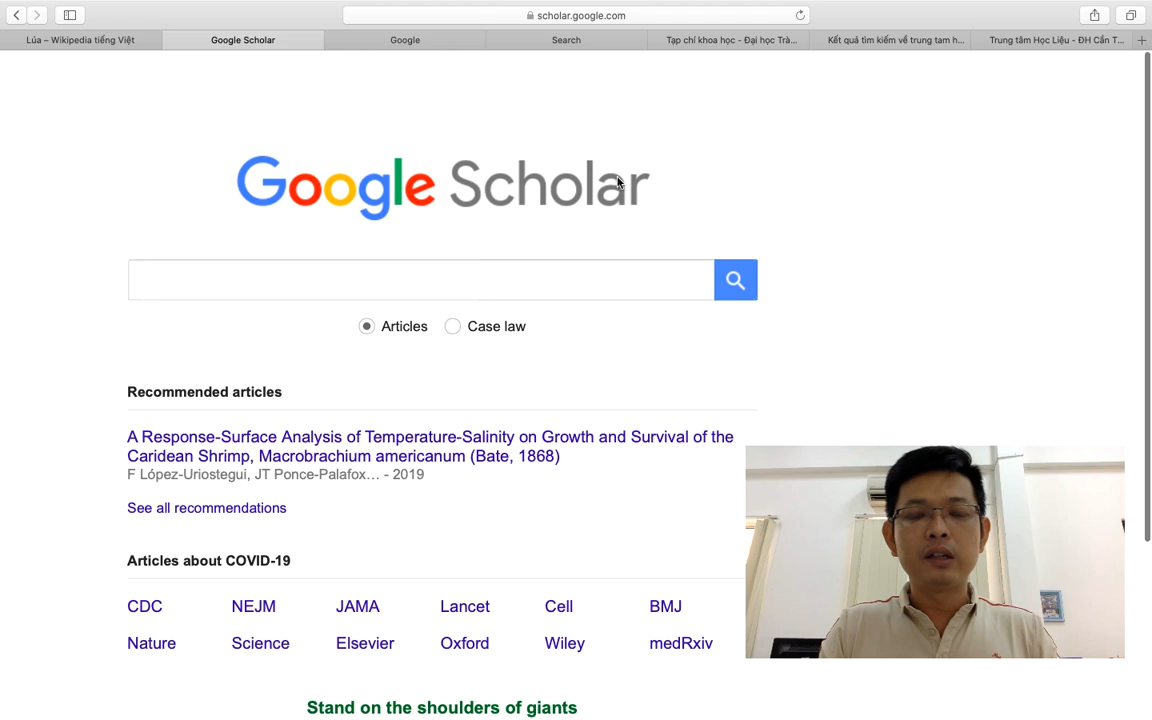 scholar.google.com
Lúa – Wikipedia tiếng Việt
Google Scholar
Google
Search
Tạp chí khoa học - Đại học Trà...
Kết quả tìm kiếm về trung tam h...
Trung tâm Học Liệu - ĐH Cần T...
Google Scholar
Articles
Case law
Recommended articles
A Response-Surface Analysis of Temperature-Salinity on Growth and Survival of the
Caridean Shrimp, Macrobrachium americanum (Bate, 1868)
F López-Uriostegui, JT Ponce-Palafox… - 2019
See all recommendations
Articles about COVID-19
CDC NEJM JAMA Lancet Cell BMJ
Nature Science Elsevier Oxford Wiley medRxiv
Stand on the shoulders of giants